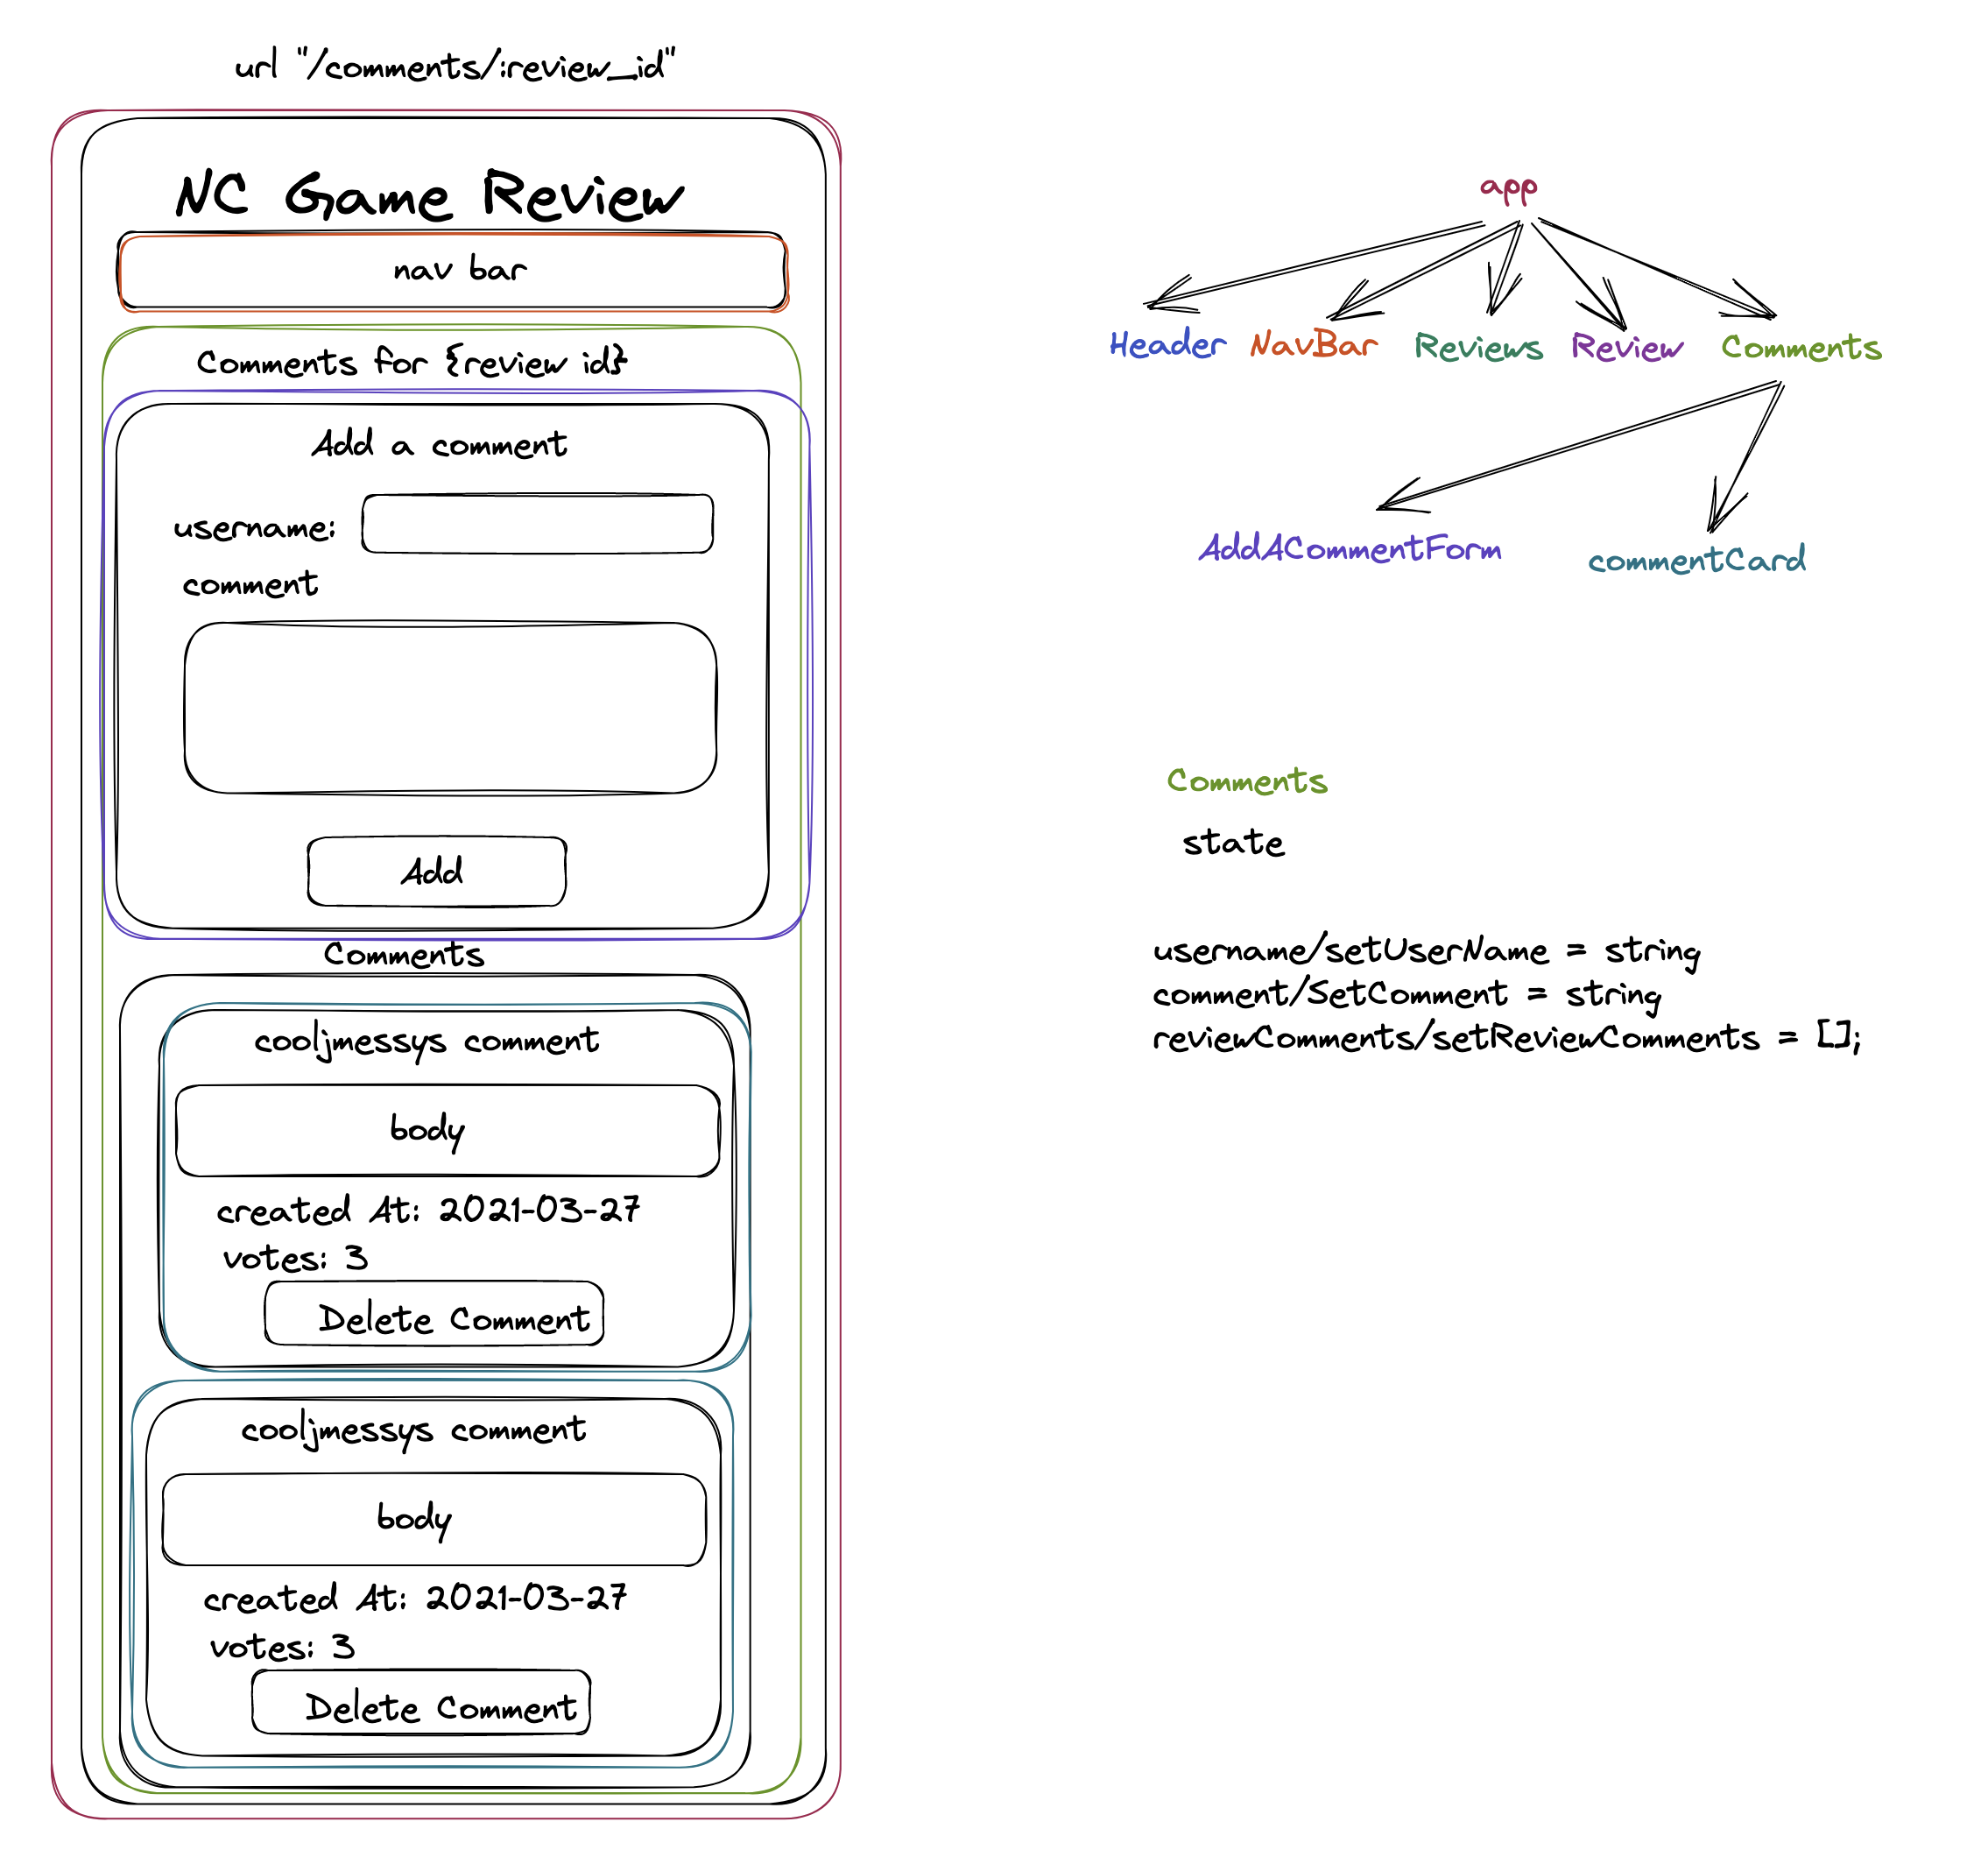 url "/comments/:review_id"
NC Game Review
nav bar
Comments for {review id}
Add a comment
username:
comment
Add
Comments
cooljmessys comment
body
created At: 2021-03-27
votes: 3
Delete Comment
cooljmessys comment
body
created At: 2021-03-27
votes: 3
Delete Comment
app
Header NavBar Reviews Review Comments
AddACommentForm commentCard
Comments
state
username/setUserName = string
comment/SetComment = string
reviewComments/setReviewComments = [];